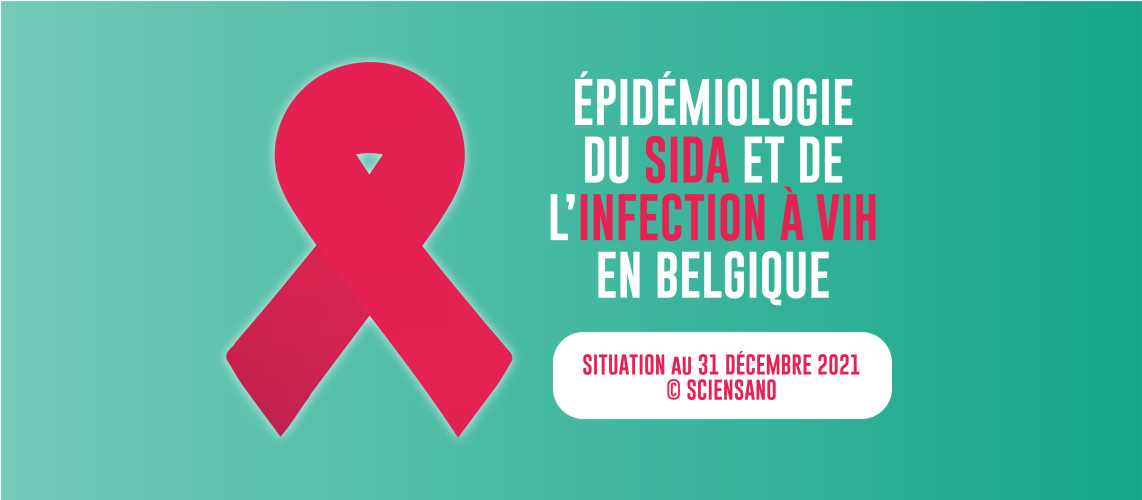 ÉPIDÉMIOLOGIE
DU SIDA ET DE
L'INFECTION À VIH
EN BELGIQUE
SITUATION AU 31 DÉCEMBRE 2021
© SCIENSANO